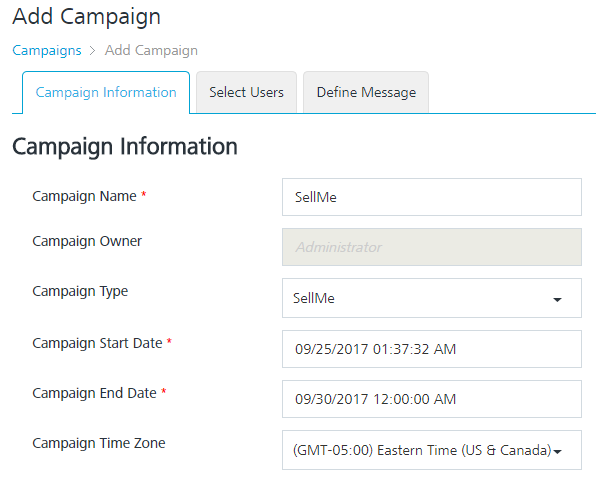 Add Campaign
Campaigns > Add Campaign
Campaign Information Select Users Define Message
Campaign Information
Campaign Name * SellMe
Campaign Owner Administrator
Campaign Type SellMe
Campaign Start Date * 09/25/2017 01:37:32 AM
Campaign End Date * 09/30/2017 12:00:00 AM
Campaign Time Zone (GMT-05:00) Eastern Time (US & Canada)